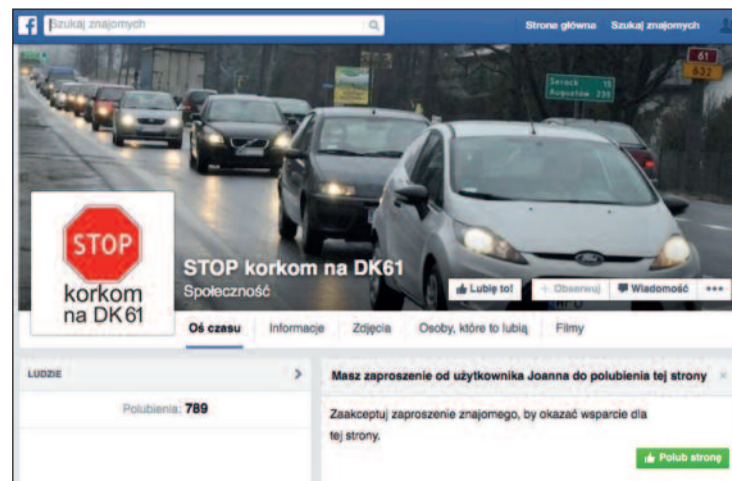 f Szukaj znajomych
Strona główna Szukaj znajomych
61
632
Serock 15
Augustów 235
STOP
korkom
na DK61
STOP korkom na DK61
Społeczność
Lubię to! + Obserwuj Wiadomość •••
Oś czasu Informacje Zdjęcia Osoby, które to lubią Filmy
LUDZIE >
Polubienia: 789
Masz zaproszenie od użytkownika Joanna do polubienia tej strony ×
Zaakceptuj zaproszenie znajomego, by okazać wsparcie dla
tej strony.
Polub stronę